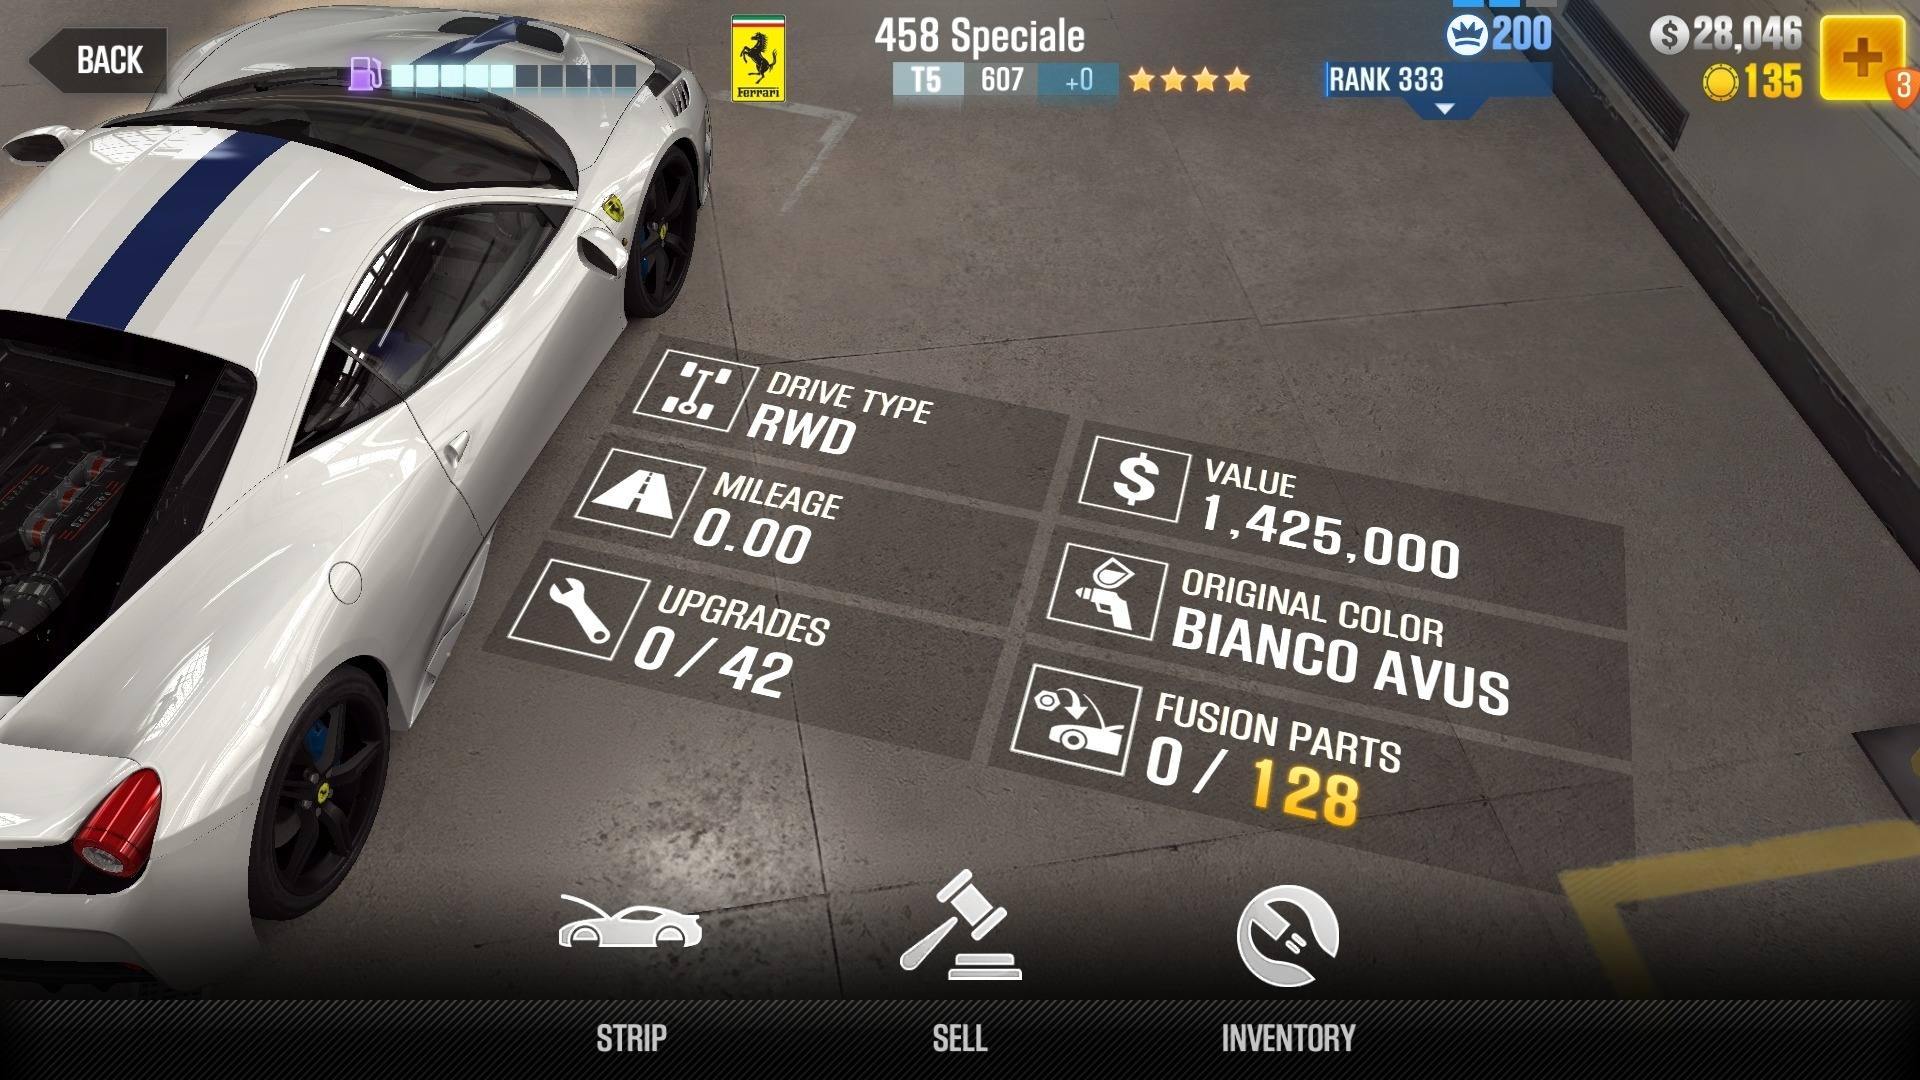 BACK
Ferrari
458 Speciale
T5 607 +0
200
RANK 333
$ 28,046
135
3
DRIVE TYPE
RWD
MILEAGE
0.00
UPGRADES
0 / 42
$ VALUE
1,425,000
ORIGINAL COLOR
BIANCO AVUS
FUSION PARTS
0 / 128
STRIP
SELL
INVENTORY